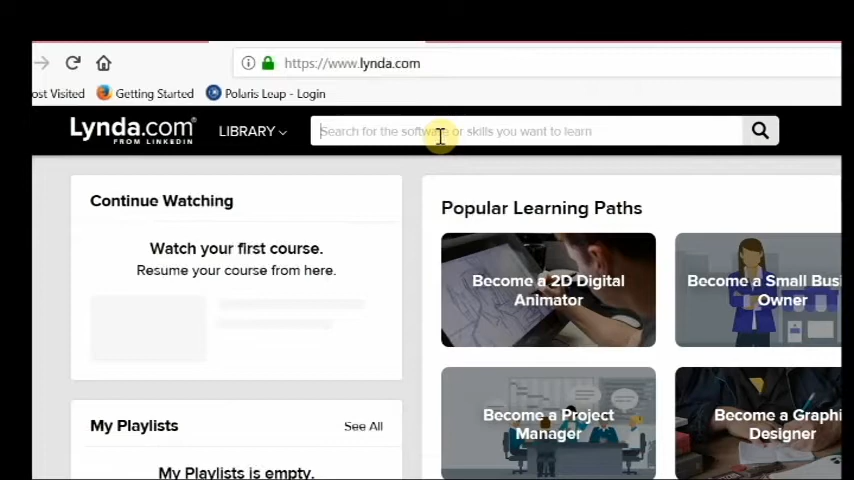 https://www.lynda.com
ost Visited
Getting Started
Polaris Leap - Login
Lynda.com®
FROM LINKEDIN
LIBRARY
Search for the software or skills you want to learn
Continue Watching
Watch your first course.
Resume your course from here.
My Playlists
See All
My Playlists is empty.
Popular Learning Paths
Become a 2D Digital
Animator
Become a Small Busi
Owner
Become a Project
Manager
Become a Graphi
Designer